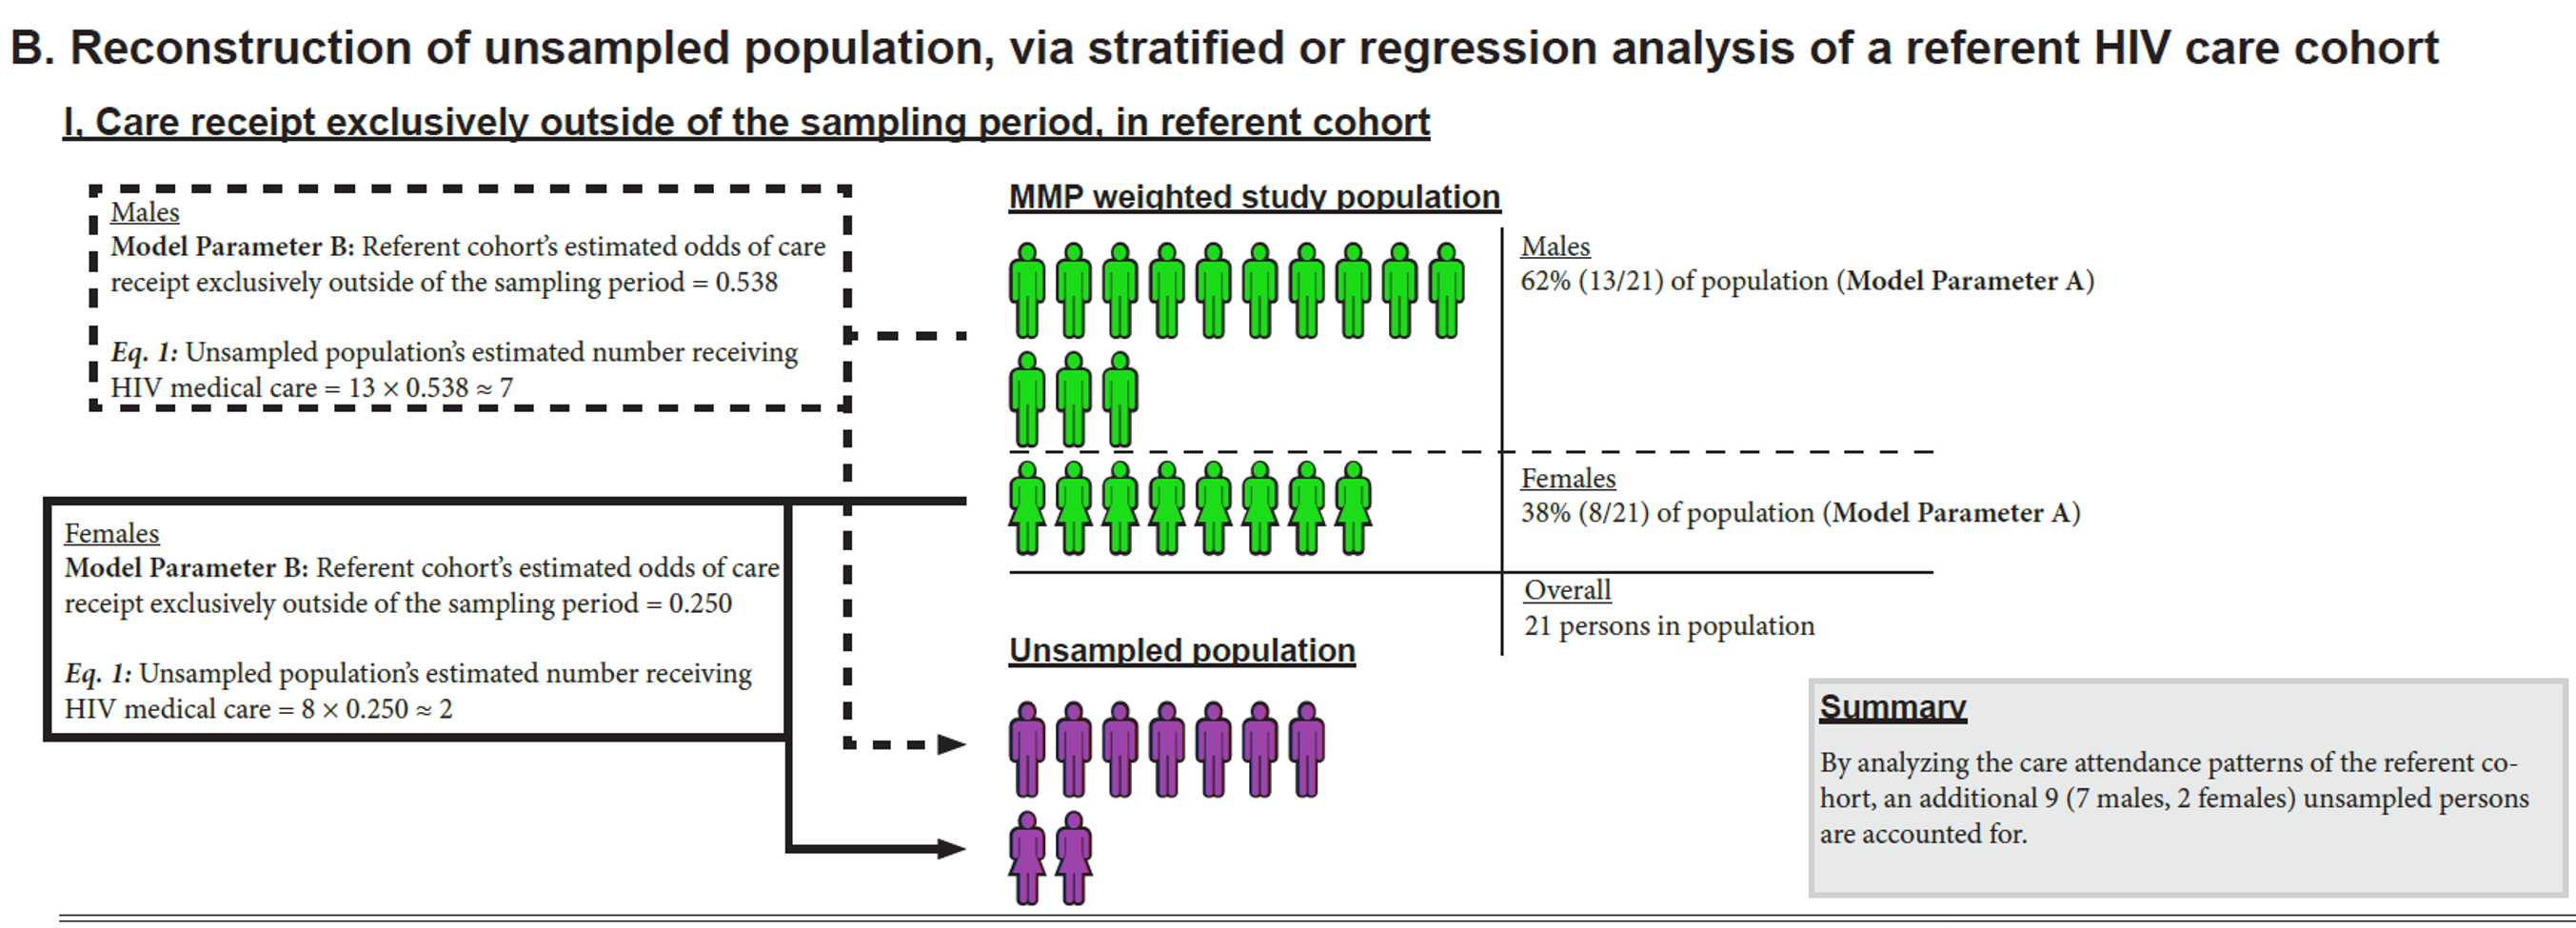 B. Reconstruction of unsampled population, via stratified or regression analysis of a referent HIV care cohort
I, Care receipt exclusively outside of the sampling period, in referent cohort
Males
Model Parameter B: Referent cohort’s estimated odds of care
receipt exclusively outside of the sampling period = 0.538
Eq. 1: Unsampled population’s estimated number receiving
HIV medical care = 13 × 0.538 ≈ 7
Females
Model Parameter B: Referent cohort’s estimated odds of care
receipt exclusively outside of the sampling period = 0.250
Eq. 1: Unsampled population’s estimated number receiving
HIV medical care = 8 × 0.250 ≈ 2
MMP weighted study population
Males
62% (13/21) of population (Model Parameter A)
Females
38% (8/21) of population (Model Parameter A)
Overall
21 persons in population
Unsampled population
Summary
By analyzing the care attendance patterns of the referent co-
hort, an additional 9 (7 males, 2 females) unsampled persons
are accounted for.